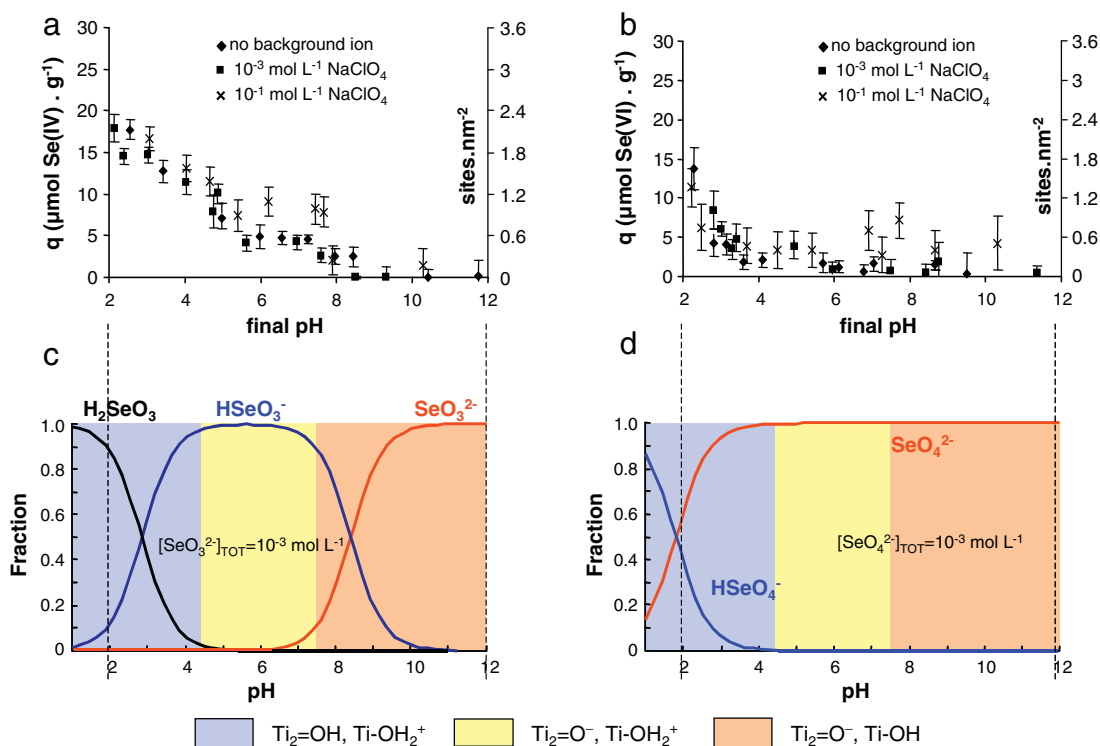 a
30
25
20
15
10
5
0
q (µmol Se(IV) . g⁻¹)
♦ no background ion
■ 10⁻³ mol L⁻¹ NaClO₄
× 10⁻¹ mol L⁻¹ NaClO₄
3.6
3
2.4
1.8
1.2
0.6
0
sites.nm⁻²
2 4 6 8 10 12
final pH
b
30
25
20
15
10
5
0
q (µmol Se(VI) . g⁻¹)
♦ no background ion
■ 10⁻³ mol L⁻¹ NaClO₄
× 10⁻¹ mol L⁻¹ NaClO₄
3.6
3
2.4
1.8
1.2
0.6
0
sites.nm⁻²
2 4 6 8 10 12
final pH
c
H₂SeO₃ HSeO₃⁻ SeO₃²⁻
1.0
0.8
0.6
0.4
0.2
0
Fraction
[SeO₃²⁻]TOT=10⁻³ mol L⁻¹
2 4 6 8 10 12
pH
d
1.0
0.8
0.6
0.4
0.2
0
Fraction
SeO₄²⁻
[SeO₄²⁻]TOT=10⁻³ mol L⁻¹
HSeO₄⁻
2 4 6 8 10 12
pH
Ti₂=OH, Ti-OH₂⁺
Ti₂=O⁻, Ti-OH₂⁺
Ti₂=O⁻, Ti-OH